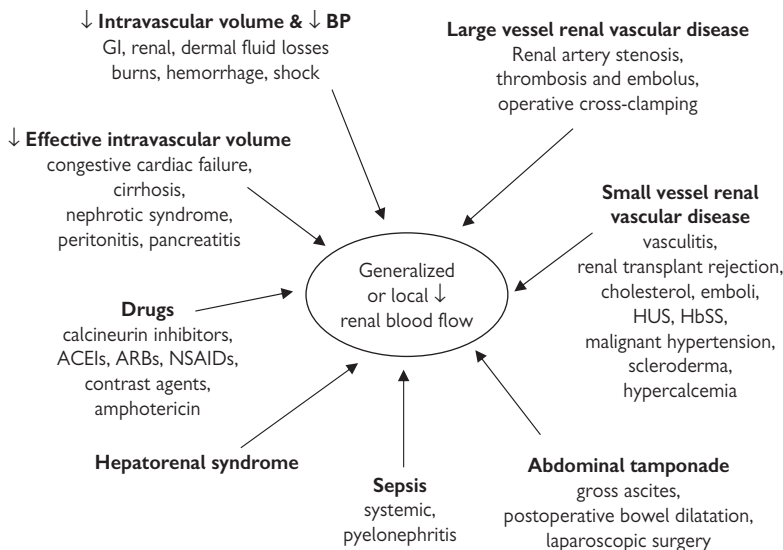 ↓ Intravascular volume & ↓ BP
GI, renal, dermal fluid losses
burns, hemorrhage, shock
Large vessel renal vascular disease
Renal artery stenosis,
thrombosis and embolus,
operative cross-clamping
↓ Effective intravascular volume
congestive cardiac failure,
cirrhosis,
nephrotic syndrome,
peritonitis, pancreatitis
Small vessel renal
vascular disease
vasculitis,
renal transplant rejection,
cholesterol, emboli,
HUS, HbSS,
malignant hypertension,
scleroderma,
hypercalcemia
Generalized
or local ↓
renal blood flow
Drugs
calcineurin inhibitors,
ACEIs, ARBs, NSAIDs,
contrast agents,
amphotericin
Hepatorenal syndrome
Sepsis
systemic,
pyelonephritis
Abdominal tamponade
gross ascites,
postoperative bowel dilatation,
laparoscopic surgery